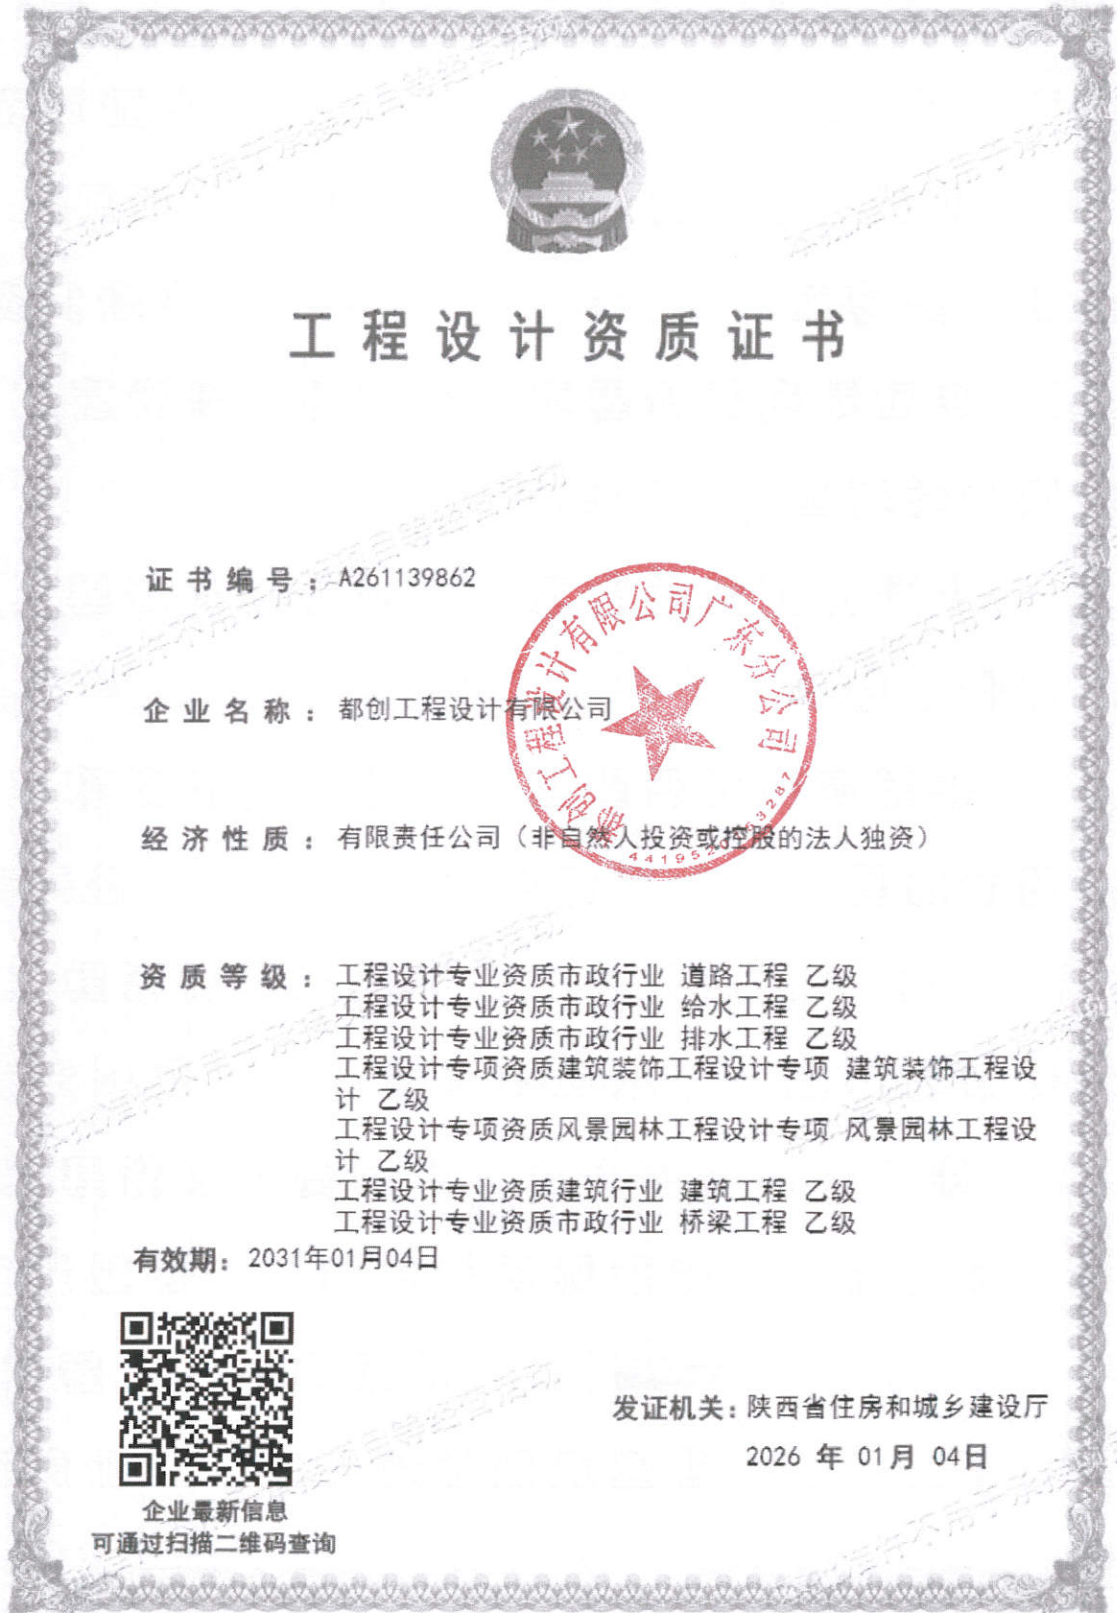 工程设计资质证书
证书编号：A261139862
企业名称：都创工程设计有限公司
经济性质：有限责任公司（非自然人投资或控股的法人独资）
资质等级：工程设计专业资质市政行业 道路工程 乙级
工程设计专业资质市政行业 给水工程 乙级
工程设计专业资质市政行业 排水工程 乙级
工程设计专项资质建筑装饰工程设计专项 建筑装饰工程设
计 乙级
工程设计专项资质风景园林工程设计专项 风景园林工程设
计 乙级
工程设计专业资质建筑行业 建筑工程 乙级
工程设计专业资质市政行业 桥梁工程 乙级
有效期：2031年01月04日
都创工程设计有限公司广东分公司
企业最新信息
可通过扫描二维码查询
发证机关：陕西省住房和城乡建设厅
2026 年 01月 04日